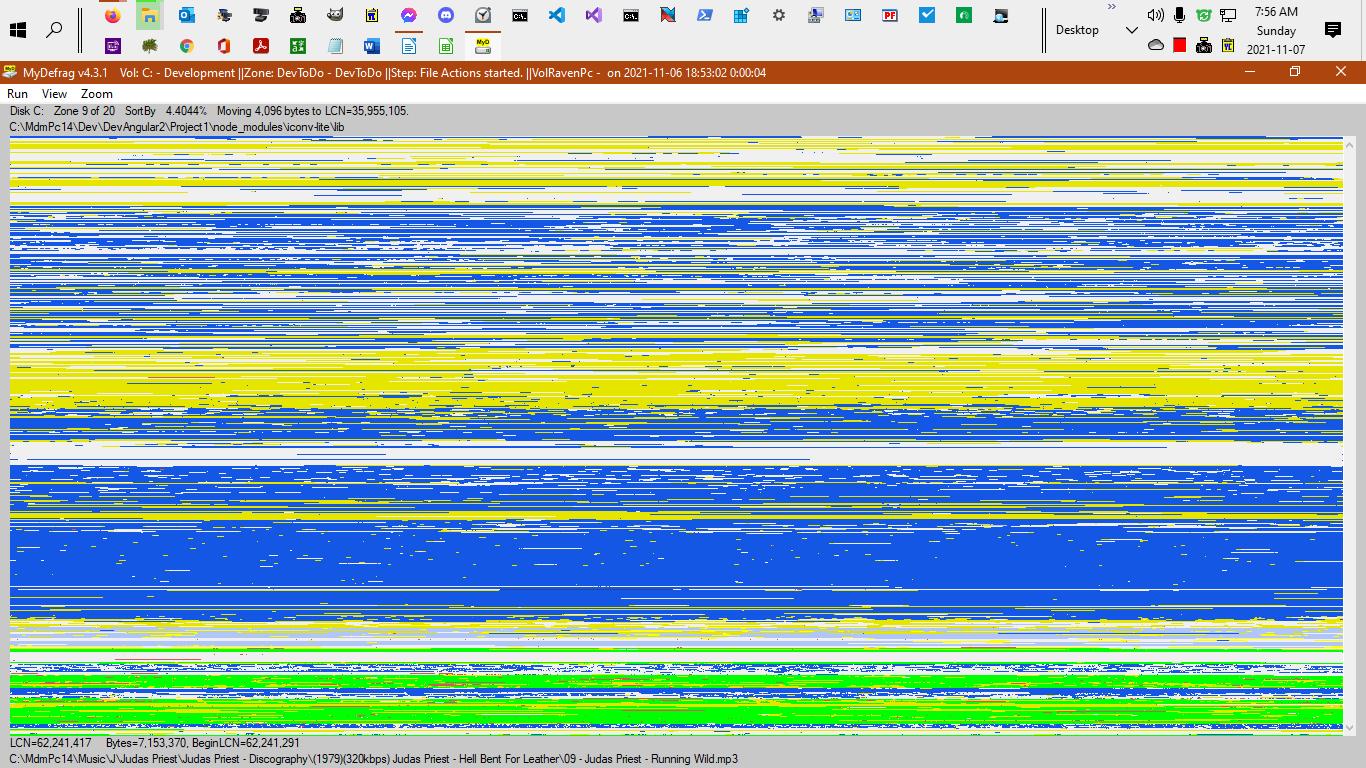 7:56 AM
Desktop
Sunday
2021-11-07
MyDefrag v4.3.1 Vol: C: - Development ||Zone: DevToDo - DevToDo ||Step: File Actions started. ||VolRavenPc - on 2021-11-06 18:53:02 0:00:04
Run View Zoom
Disk C: Zone 9 of 20 SortBy 4.4044% Moving 4,096 bytes to LCN=35,955,105.
C:\MdmPc14\Dev\DevAngular2\Project1\node_modules\iconv-lite\lib
LCN=62,241,417 Bytes=7,153,370, BeginLCN=62,241,291
C:\MdmPc14\Music\J\Judas Priest\Judas Priest - Discography\(1979)(320kbps) Judas Priest - Hell Bent For Leather\09 - Judas Priest - Running Wild.mp3